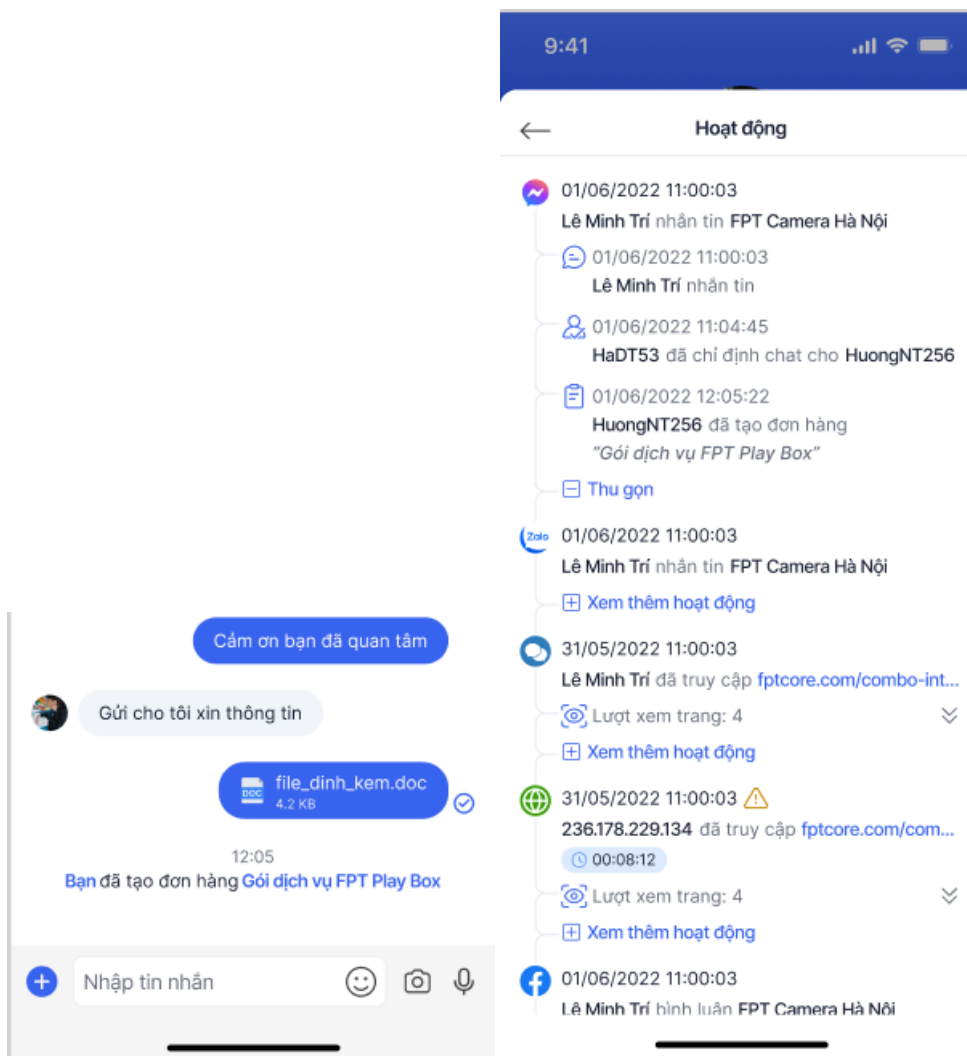 Cảm ơn bạn đã quan tâm
Gửi cho tôi xin thông tin
DOC
file_dinh_kem.doc
4.2 KB
12:05
Bạn đã tạo đơn hàng Gói dịch vụ FPT Play Box
Nhập tin nhắn
9:41
Hoạt động
01/06/2022 11:00:03
Lê Minh Trí nhắn tin FPT Camera Hà Nội
01/06/2022 11:00:03
Lê Minh Trí nhắn tin
01/06/2022 11:04:45
HaDT53 đã chỉ định chat cho HuongNT256
01/06/2022 12:05:22
HuongNT256 đã tạo đơn hàng
"Gói dịch vụ FPT Play Box"
Thu gọn
Zalo
01/06/2022 11:00:03
Lê Minh Trí nhắn tin FPT Camera Hà Nội
Xem thêm hoạt động
31/05/2022 11:00:03
Lê Minh Trí đã truy cập fptcore.com/combo-int...
Lượt xem trang: 4
Xem thêm hoạt động
31/05/2022 11:00:03
236.178.229.134 đã truy cập fptcore.com/com...
00:08:12
Lượt xem trang: 4
Xem thêm hoạt động
01/06/2022 11:00:03
Lê Minh Trí bình luận FPT Camera Hà Nội